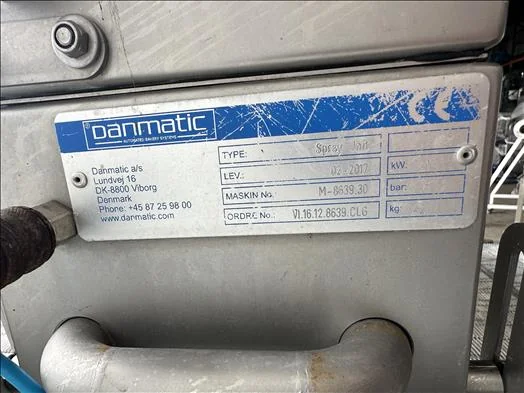 Danmatic
AUTOMATED BAKERY SYSTEMS
CE
Danmatic a/s
Lundvej 16
DK-8800 Viborg
Denmark
Phone: +45 87 25 98 00
www.danmatic.com
TYPE: Spray Unit
LEV.: 02-2017 kW:
MASKIN No.: M-8639.30 bar:
ORDRE No.: VI.16.12.8639.CLG kg: